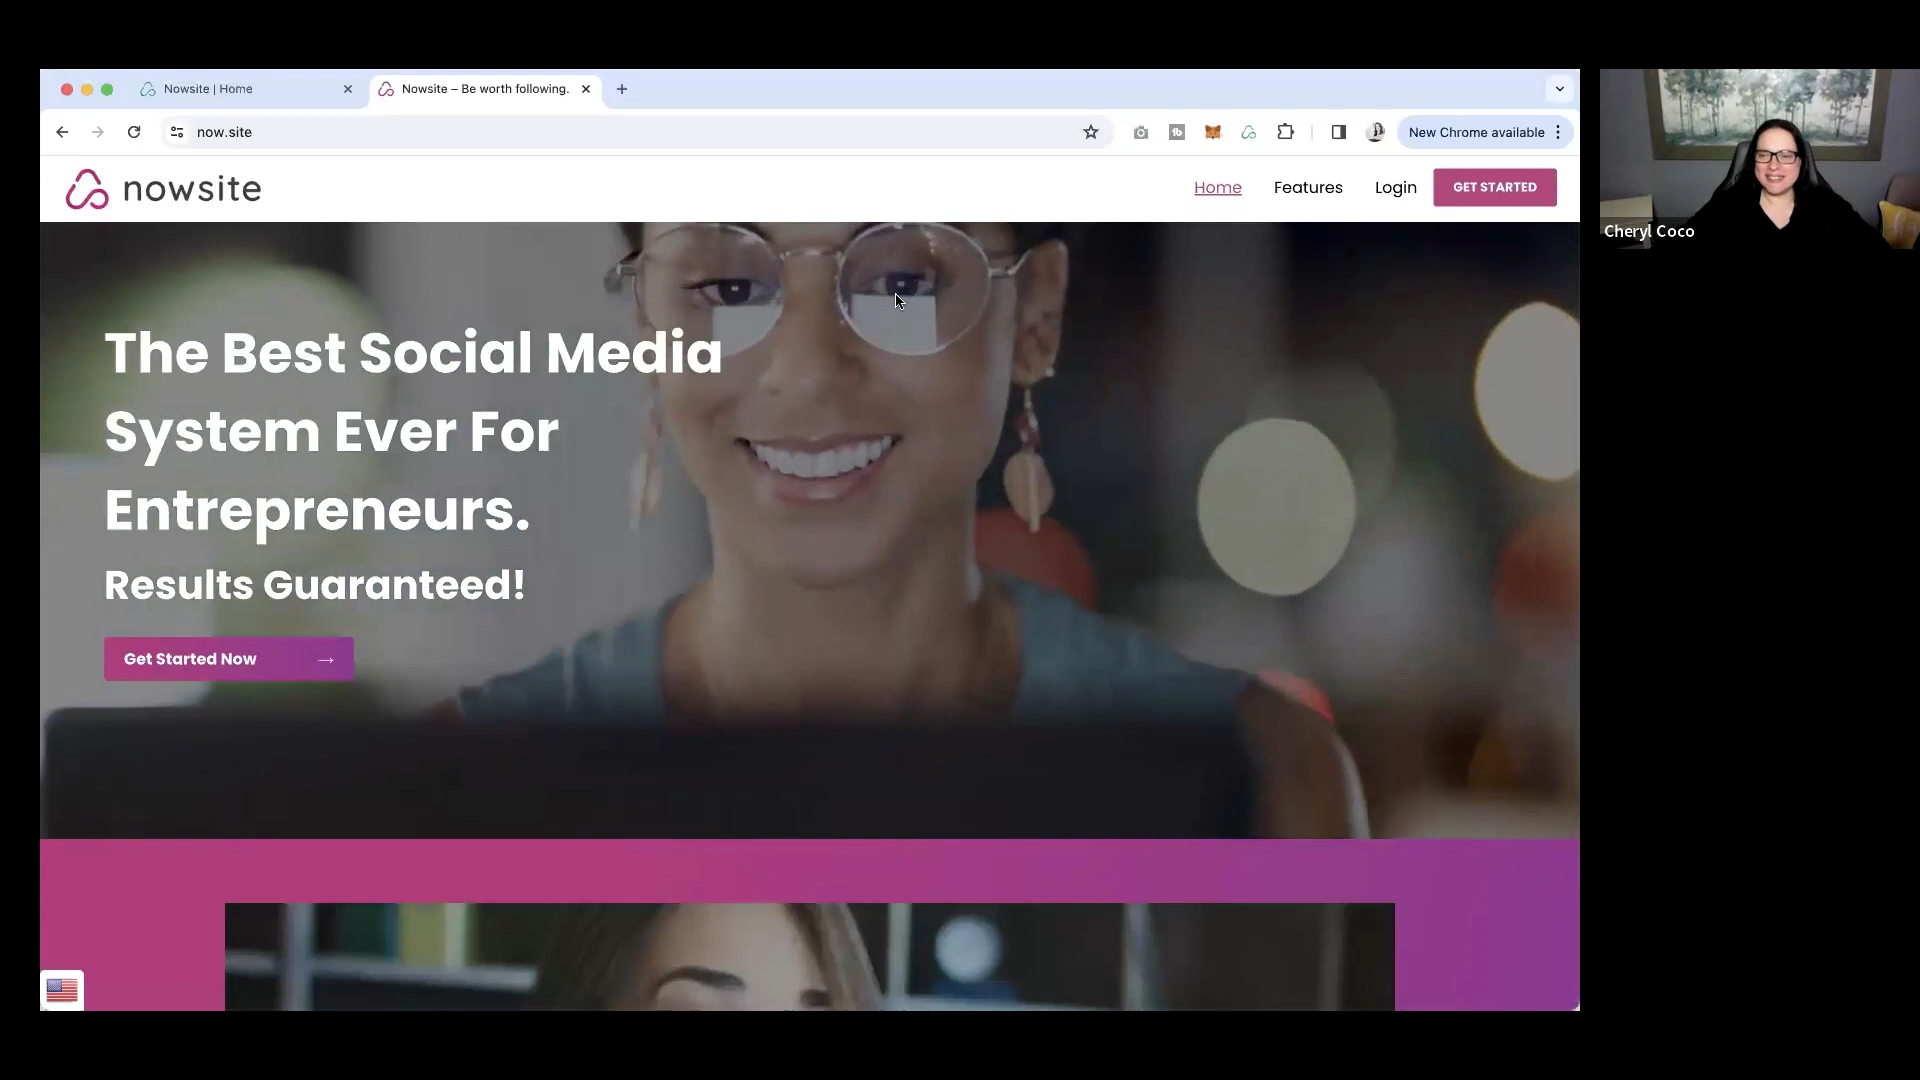 Nowsite | Home
Nowsite – Be worth following.
now.site
New Chrome available
nowsite
Home
Features
Login
GET STARTED
The Best Social Media
System Ever For
Entrepreneurs.
Results Guaranteed!
Get Started Now →
Cheryl Coco